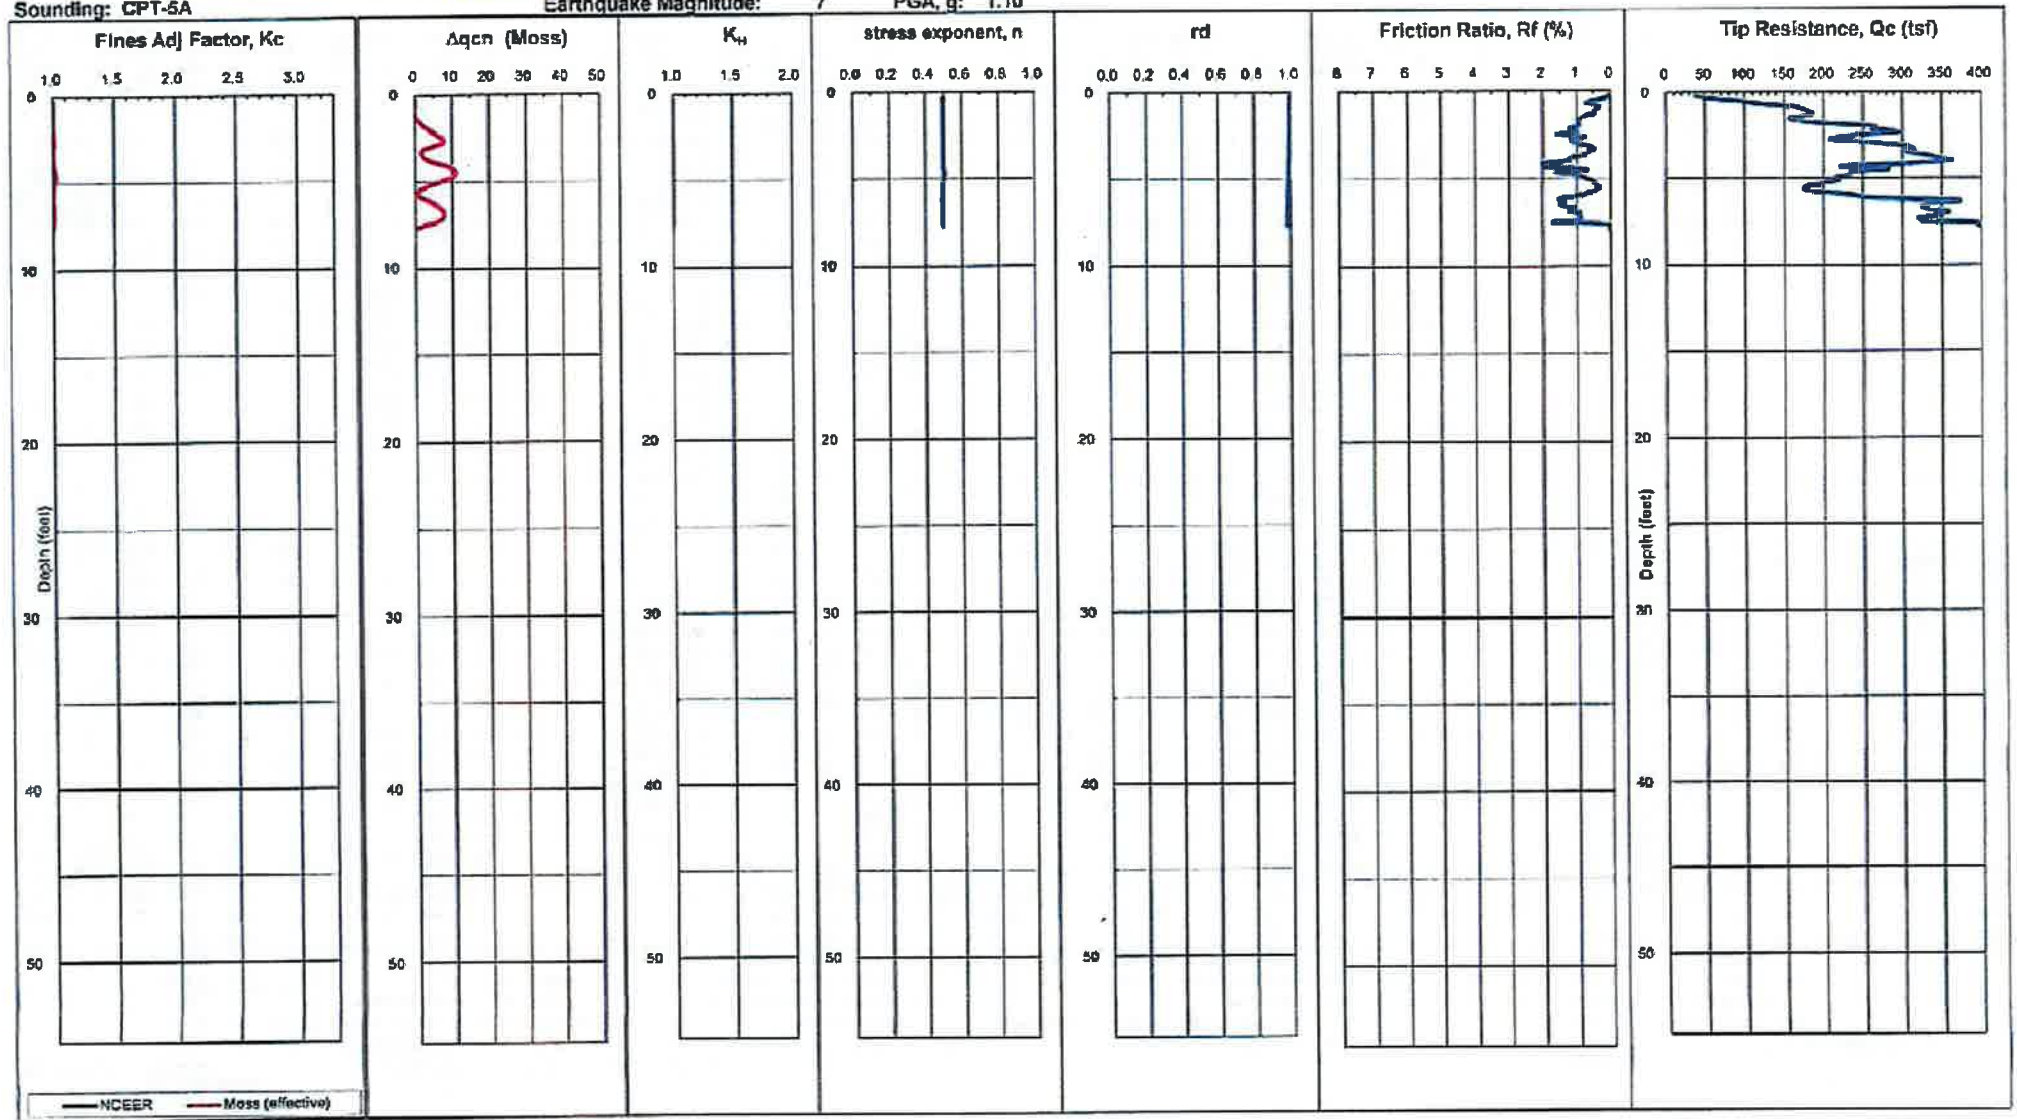 Sounding: CPT-5A Earthquake Magnitude: 7 PGA, g: 1.10
Fines Adj Factor, Kc
1.0 1.5 2.0 2.5 3.0
0
10
20
30
40
50
Depth (feet)
NCEER Moss (effective)
Δqcn (Moss)
0 10 20 30 40 50
0
10
20
30
40
50
KH
1.0 1.5 2.0
0
10
20
30
40
50
stress exponent, n
0.0 0.2 0.4 0.6 0.8 1.0
0
10
20
30
40
50
rd
0.0 0.2 0.4 0.6 0.8 1.0
0
10
20
30
40
50
Friction Ratio, Rf (%)
8 7 6 5 4 3 2 1 0
Tip Resistance, Qc (tsf)
0 50 100 150 200 250 300 350 400
0
10
20
30
40
50
Depth (feet)